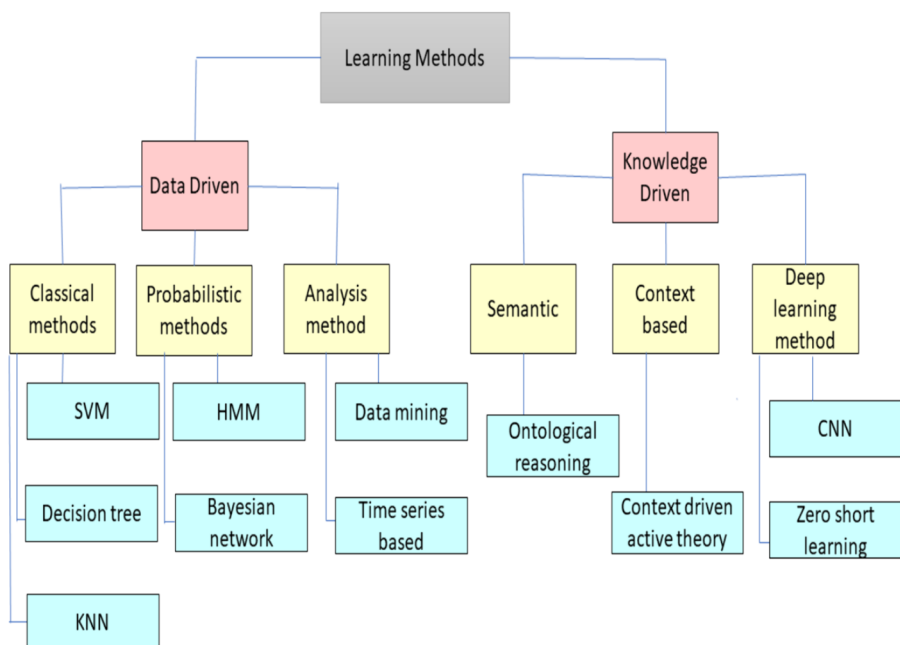 Learning Methods
Data Driven
Knowledge
Driven
Classical
methods
Probabilistic
methods
Analysis
method
Semantic
Context
based
Deep
learning
method
SVM
HMM
Data mining
Ontological
reasoning
CNN
Decision tree
Bayesian
network
Time series
based
Context driven
active theory
Zero short
learning
KNN